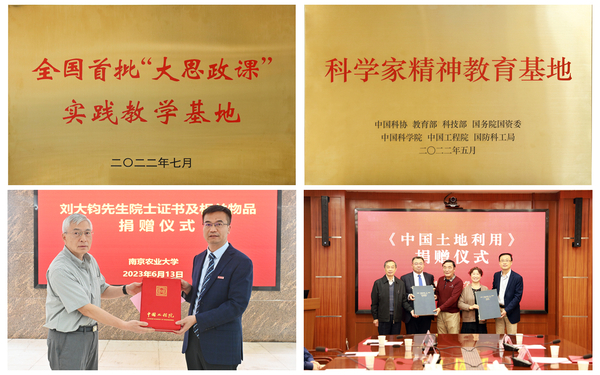 全国首批“大思政课”
实践教学基地
二〇二二年七月
科学家精神教育基地
中国科协 教育部 科技部 国务院国资委
中国科学院 中国工程院 国防科工局
二〇二二年五月
刘大钧先生院士证书及
物品
捐赠仪式
南京农业大学
2023年6月13日
中国工程院
《中国土地利用》
捐赠仪式